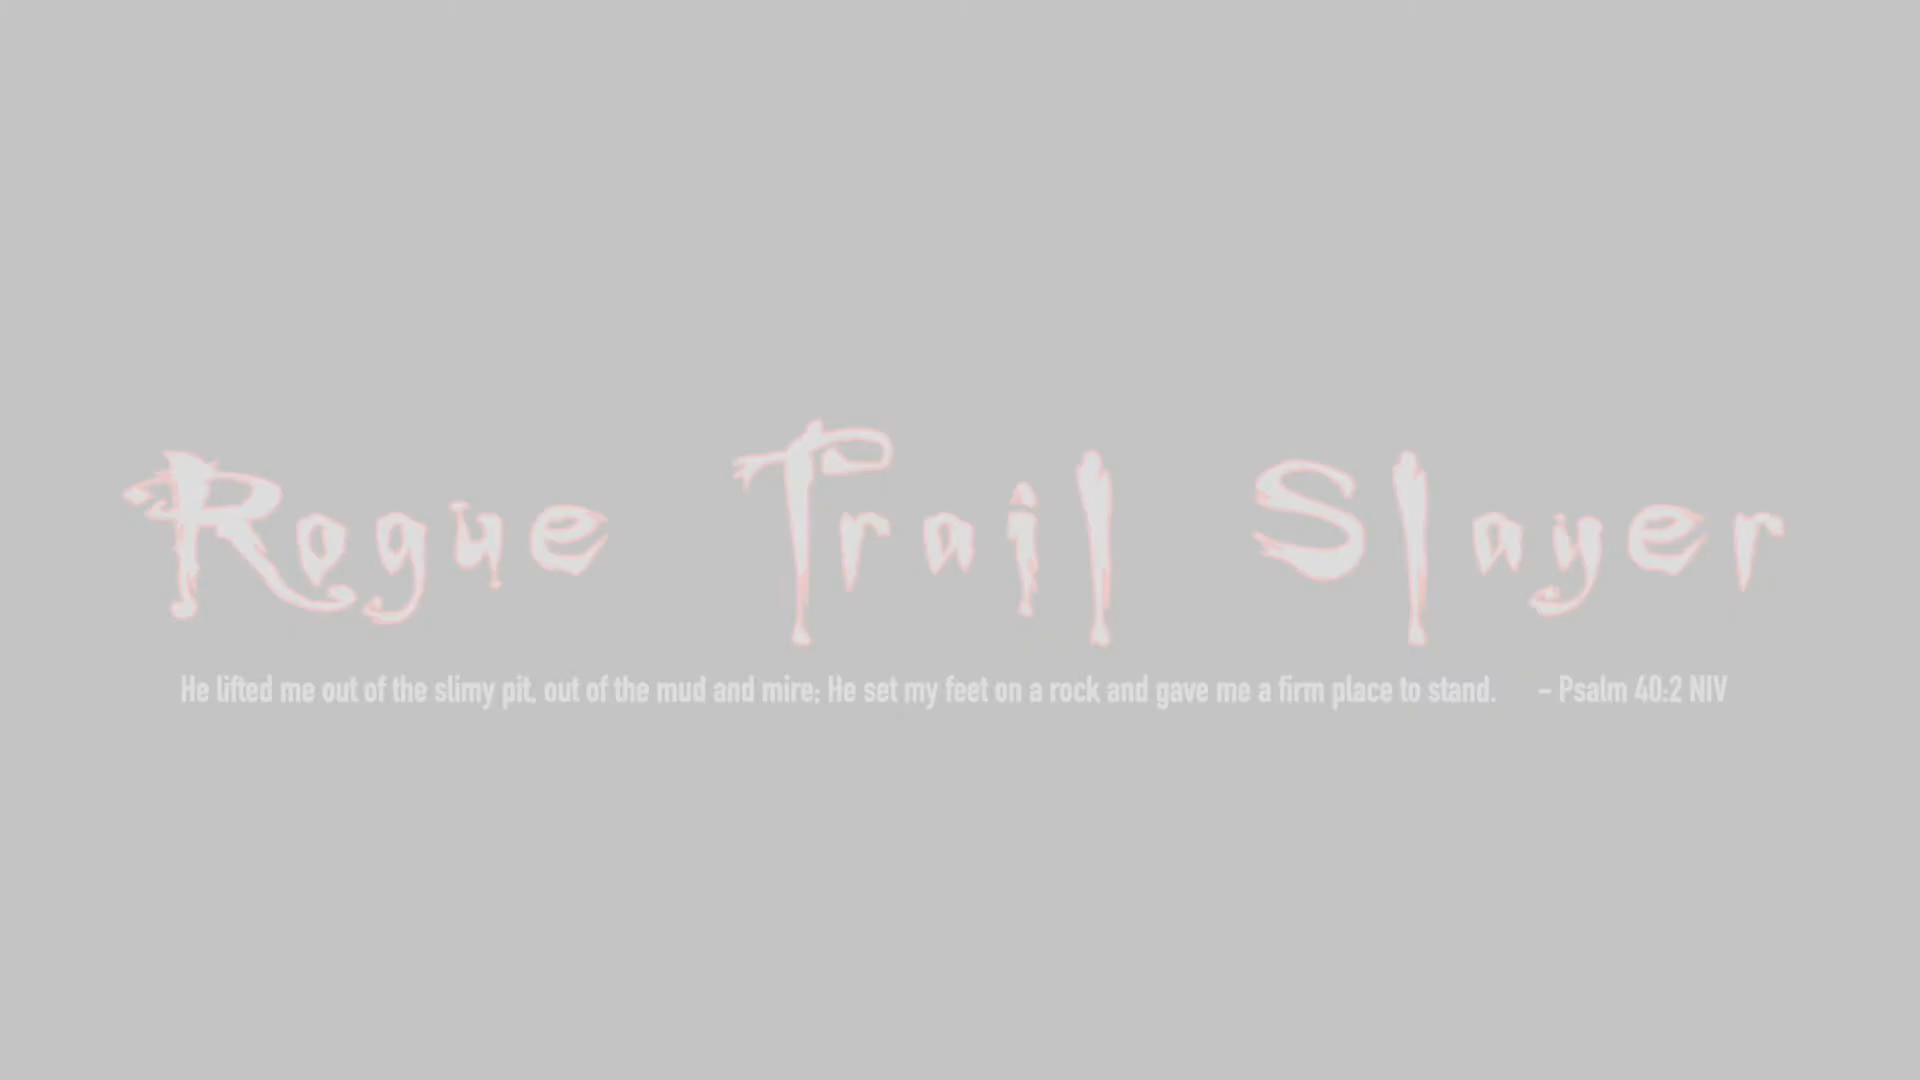 Rogue Trail Slayer
He lifted me out of the slimy pit, out of the mud and mire; He set my feet on a rock and gave me a firm place to stand. – Psalm 40:2 NIV